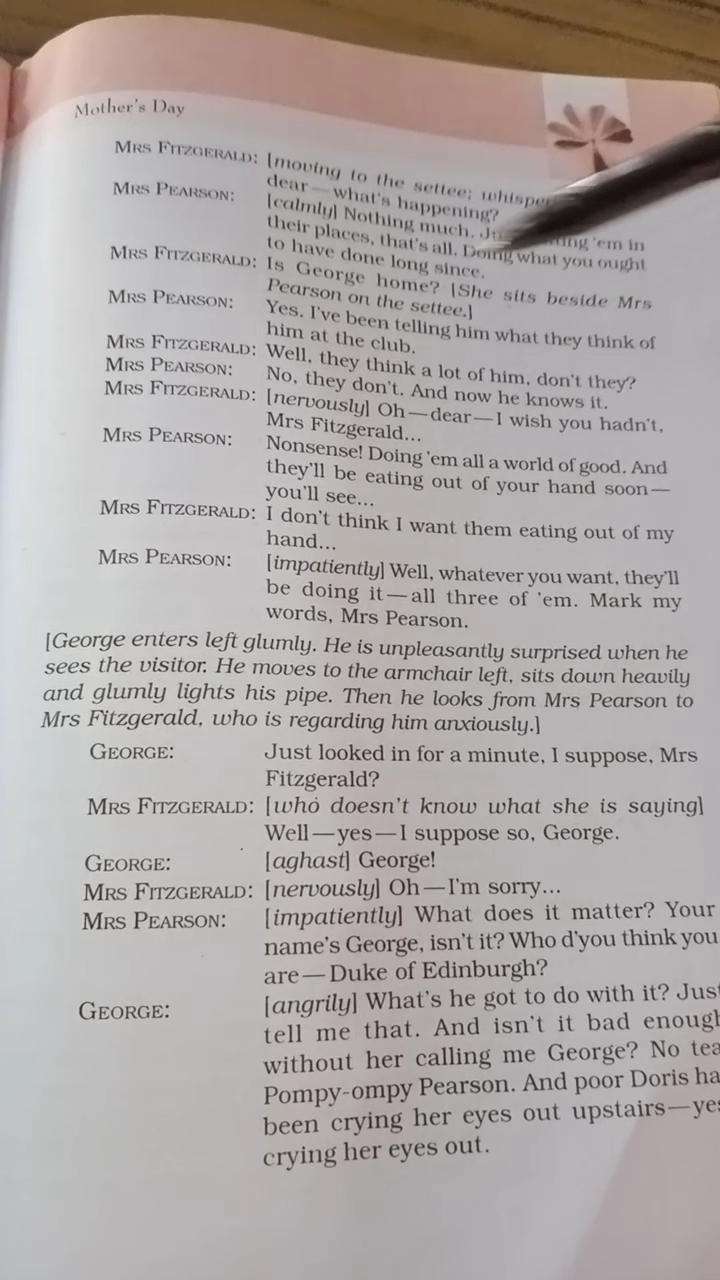 Mother's Day
MRS FITZGERALD: [moving to the settee; whisper
dear—what's happening?
MRS PEARSON: [calmly] Nothing much. 'em in
their places, that's all. Doing what you ought
to have done long since.
MRS FITZGERALD: Is George home? [She sits beside Mrs
Pearson on the settee.]
MRS PEARSON: Yes. I've been telling him what they think of
him at the club.
MRS FITZGERALD: Well, they think a lot of him, don't they?
MRS PEARSON: No, they don't. And now he knows it.
MRS FITZGERALD: [nervously] Oh—dear—I wish you hadn't,
Mrs Fitzgerald...
MRS PEARSON: Nonsense! Doing 'em all a world of good. And
they'll be eating out of your hand soon—
you'll see...
MRS FITZGERALD: I don't think I want them eating out of my
hand...
MRS PEARSON: [impatiently] Well, whatever you want, they'll
be doing it—all three of 'em. Mark my
words, Mrs Pearson.
[George enters left glumly. He is unpleasantly surprised when he
sees the visitor. He moves to the armchair left, sits down heavily
and glumly lights his pipe. Then he looks from Mrs Pearson to
Mrs Fitzgerald, who is regarding him anxiously.]
GEORGE: Just looked in for a minute, I suppose, Mrs
Fitzgerald?
MRS FITZGERALD: [who doesn't know what she is saying]
Well—yes—I suppose so, George.
GEORGE: [aghast] George!
MRS FITZGERALD: [nervously] Oh—I'm sorry...
MRS PEARSON: [impatiently] What does it matter? Your
name's George, isn't it? Who d'you think you
are—Duke of Edinburgh?
GEORGE: [angrily] What's he got to do with it? Just
tell me that. And isn't it bad enough
without her calling me George? No tea
Pompy-ompy Pearson. And poor Doris ha
been crying her eyes out upstairs—yes
crying her eyes out.